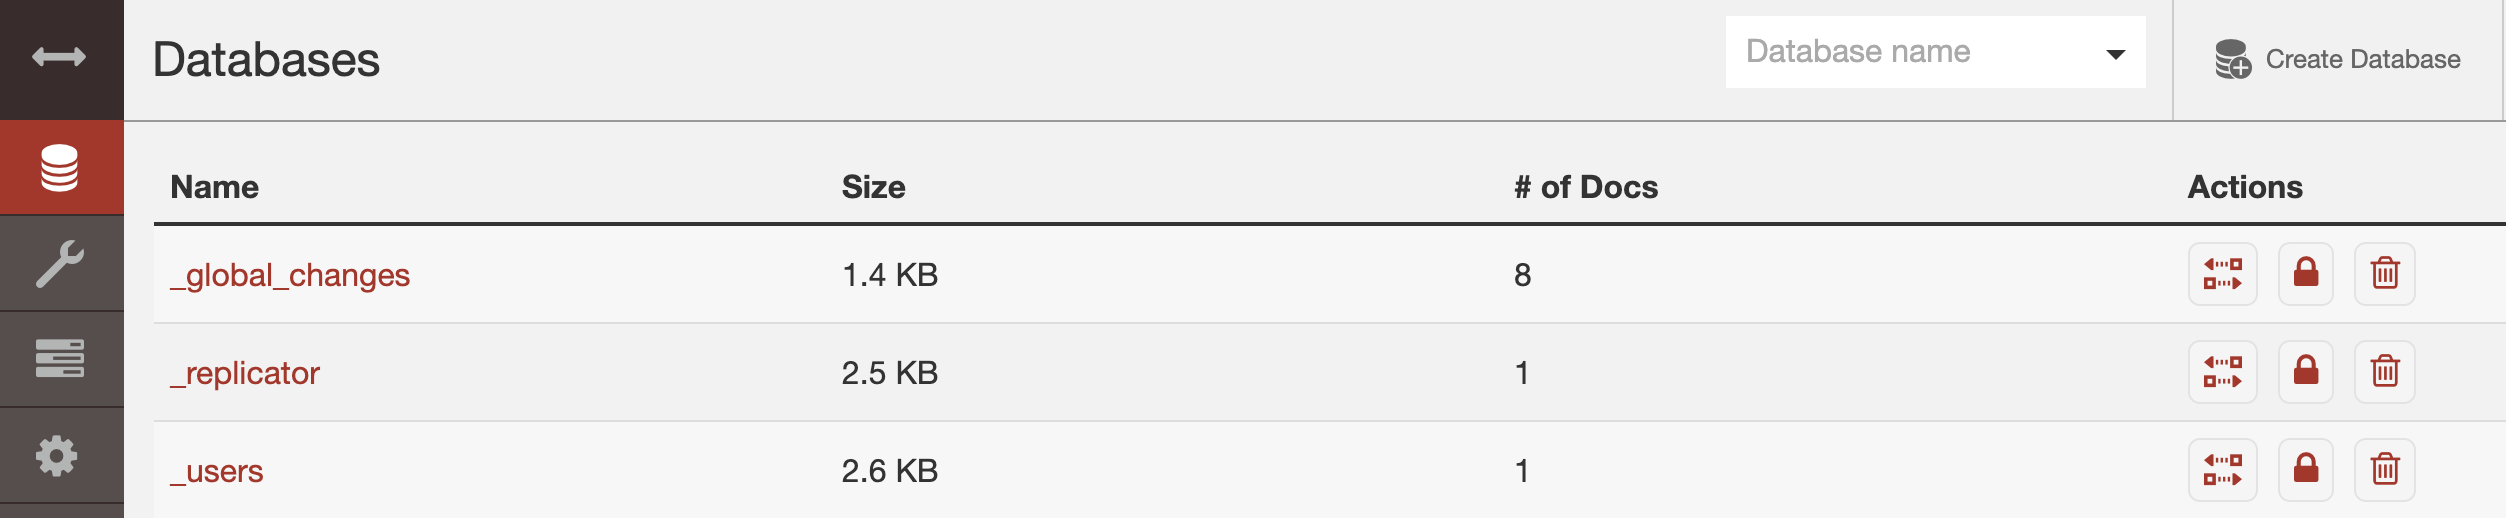 Databases
Database name
Create Database
Name Size # of Docs Actions
_global_changes 1.4 KB 8
_replicator 2.5 KB 1
_users 2.6 KB 1